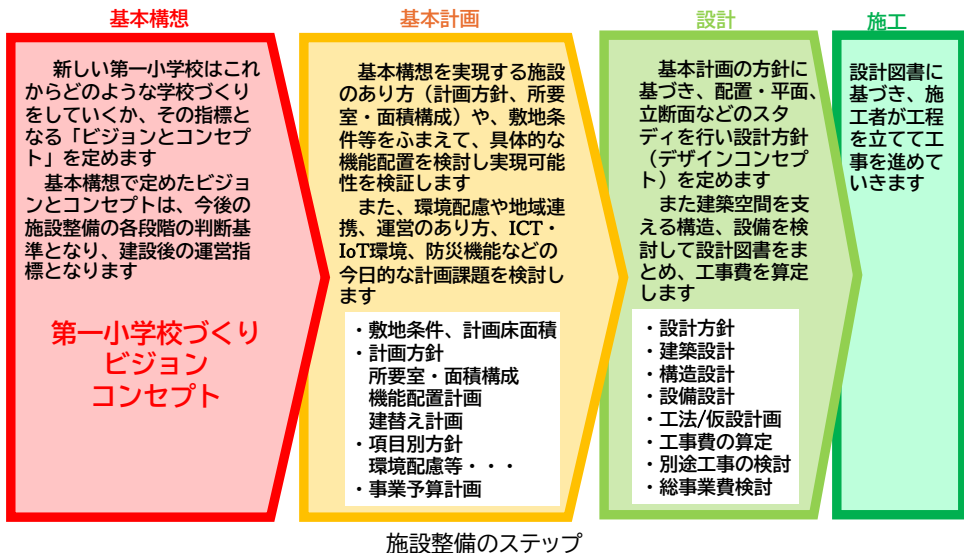 基本構想
新しい第一小学校はこれ
からどのような学校づくり
をしていくか、その指標と
なる「ビジョンとコンセプ
ト」を定めます
基本構想で定めたビジョ
ンとコンセプトは、今後の
施設整備の各段階の判断基
準となり、建設後の運営指
標となります
第一小学校づくり
ビジョン
コンセプト
基本計画
基本構想を実現する施設
のあり方（計画方針、所要
室・面積構成）や、敷地条
件等をふまえて、具体的な
機能配置を検討し実現可能
性を検証します
また、環境配慮や地域連
携、運営のあり方、ICT・
IoT環境、防災機能などの
今日的な計画課題を検討し
ます
・敷地条件、計画床面積
・計画方針
所要室・面積構成
機能配置計画
建替え計画
・項目別方針
環境配慮等・・・
・事業予算計画
設計
基本計画の方針に
基づき、配置・平面、
立断面などのスタ
ディを行い設計方針
（デザインコンセプ
ト）を定めます
また建築空間を支
える構造、設備を検
討して設計図書をま
とめ、工事費を算定
します
・設計方針
・建築設計
・構造設計
・設備設計
・工法/仮設計画
・工事費の算定
・別途工事の検討
・総事業費検討
施工
設計図書に
基づき、施
工者が工程
を立てて工
事を進めて
いきます
施設整備のステップ